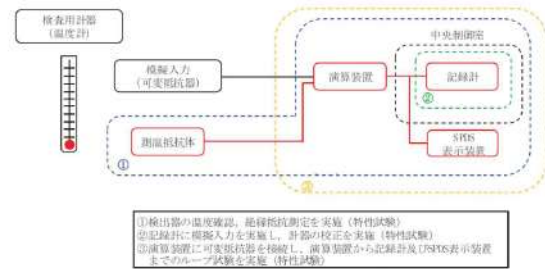 検査用計器
(温度計)
中央制御室
模擬入力
(可変抵抗器)
演算装置
記録計
②
測温抵抗体
SPDS
表示装置
①
③
①検出器の温度確認、絶縁抵抗測定を実施（特性試験）
②記録計に模擬入力を実施し、計器の校正を実施（特性試験）
③演算装置に可変抵抗器を接続し、演算装置から記録計及びSPDS表示装置
までのループ試験を実施（特性試験）